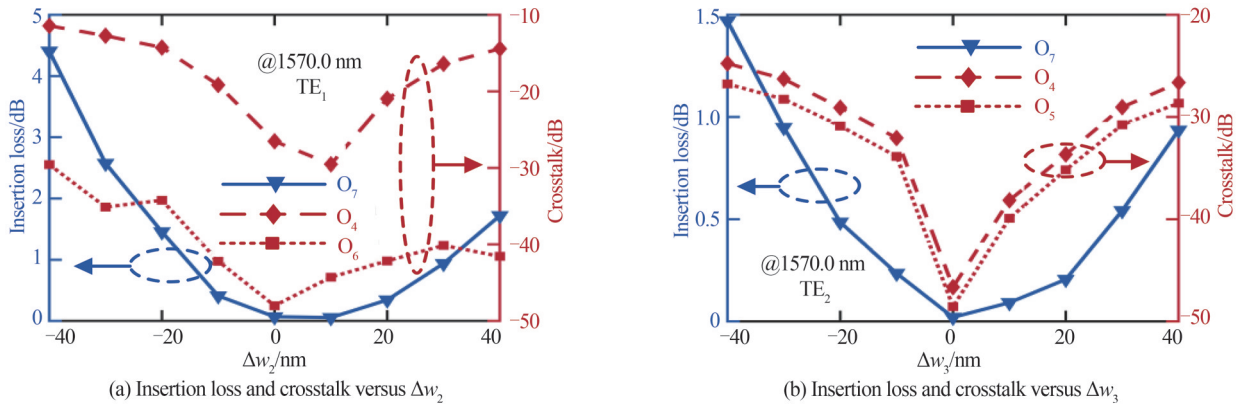 5
4
3
2
1
0
Insertion loss/dB
−10
−20
−30
−40
−50
Crosstalk/dB
@1570.0 nm
TE1
O7
O4
O6
−40
−20
0
20
40
Δw2/nm
(a) Insertion loss and crosstalk versus Δw2
1.5
1.0
0.5
0
Insertion loss/dB
−20
−30
−40
−50
Crosstalk/dB
O7
O4
O5
@1570.0 nm
TE2
−40
−20
0
20
40
Δw3/nm
(b) Insertion loss and crosstalk versus Δw3